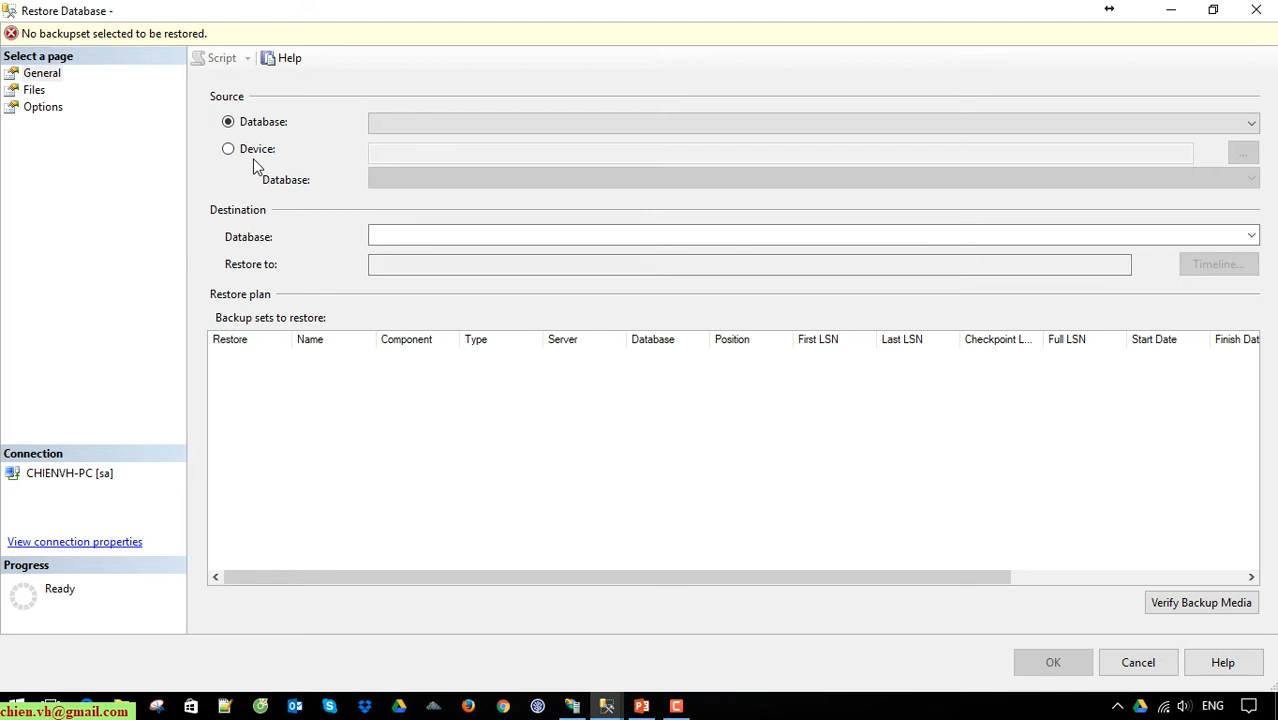 Restore Database -
No backupset selected to be restored.
Select a page
General
Files
Options
Script
Help
Source
Database:
Device:
...
Database:
Destination
Database:
Restore to:
Timeline...
Restore plan
Backup sets to restore:
Restore Name Component Type Server Database Position First LSN Last LSN Checkpoint L... Full LSN Start Date Finish Dat
Connection
CHIENVH-PC [sa]
View connection properties
Progress
Ready
Verify Backup Media
OK Cancel Help
chien.vh@gmail.com
ENG